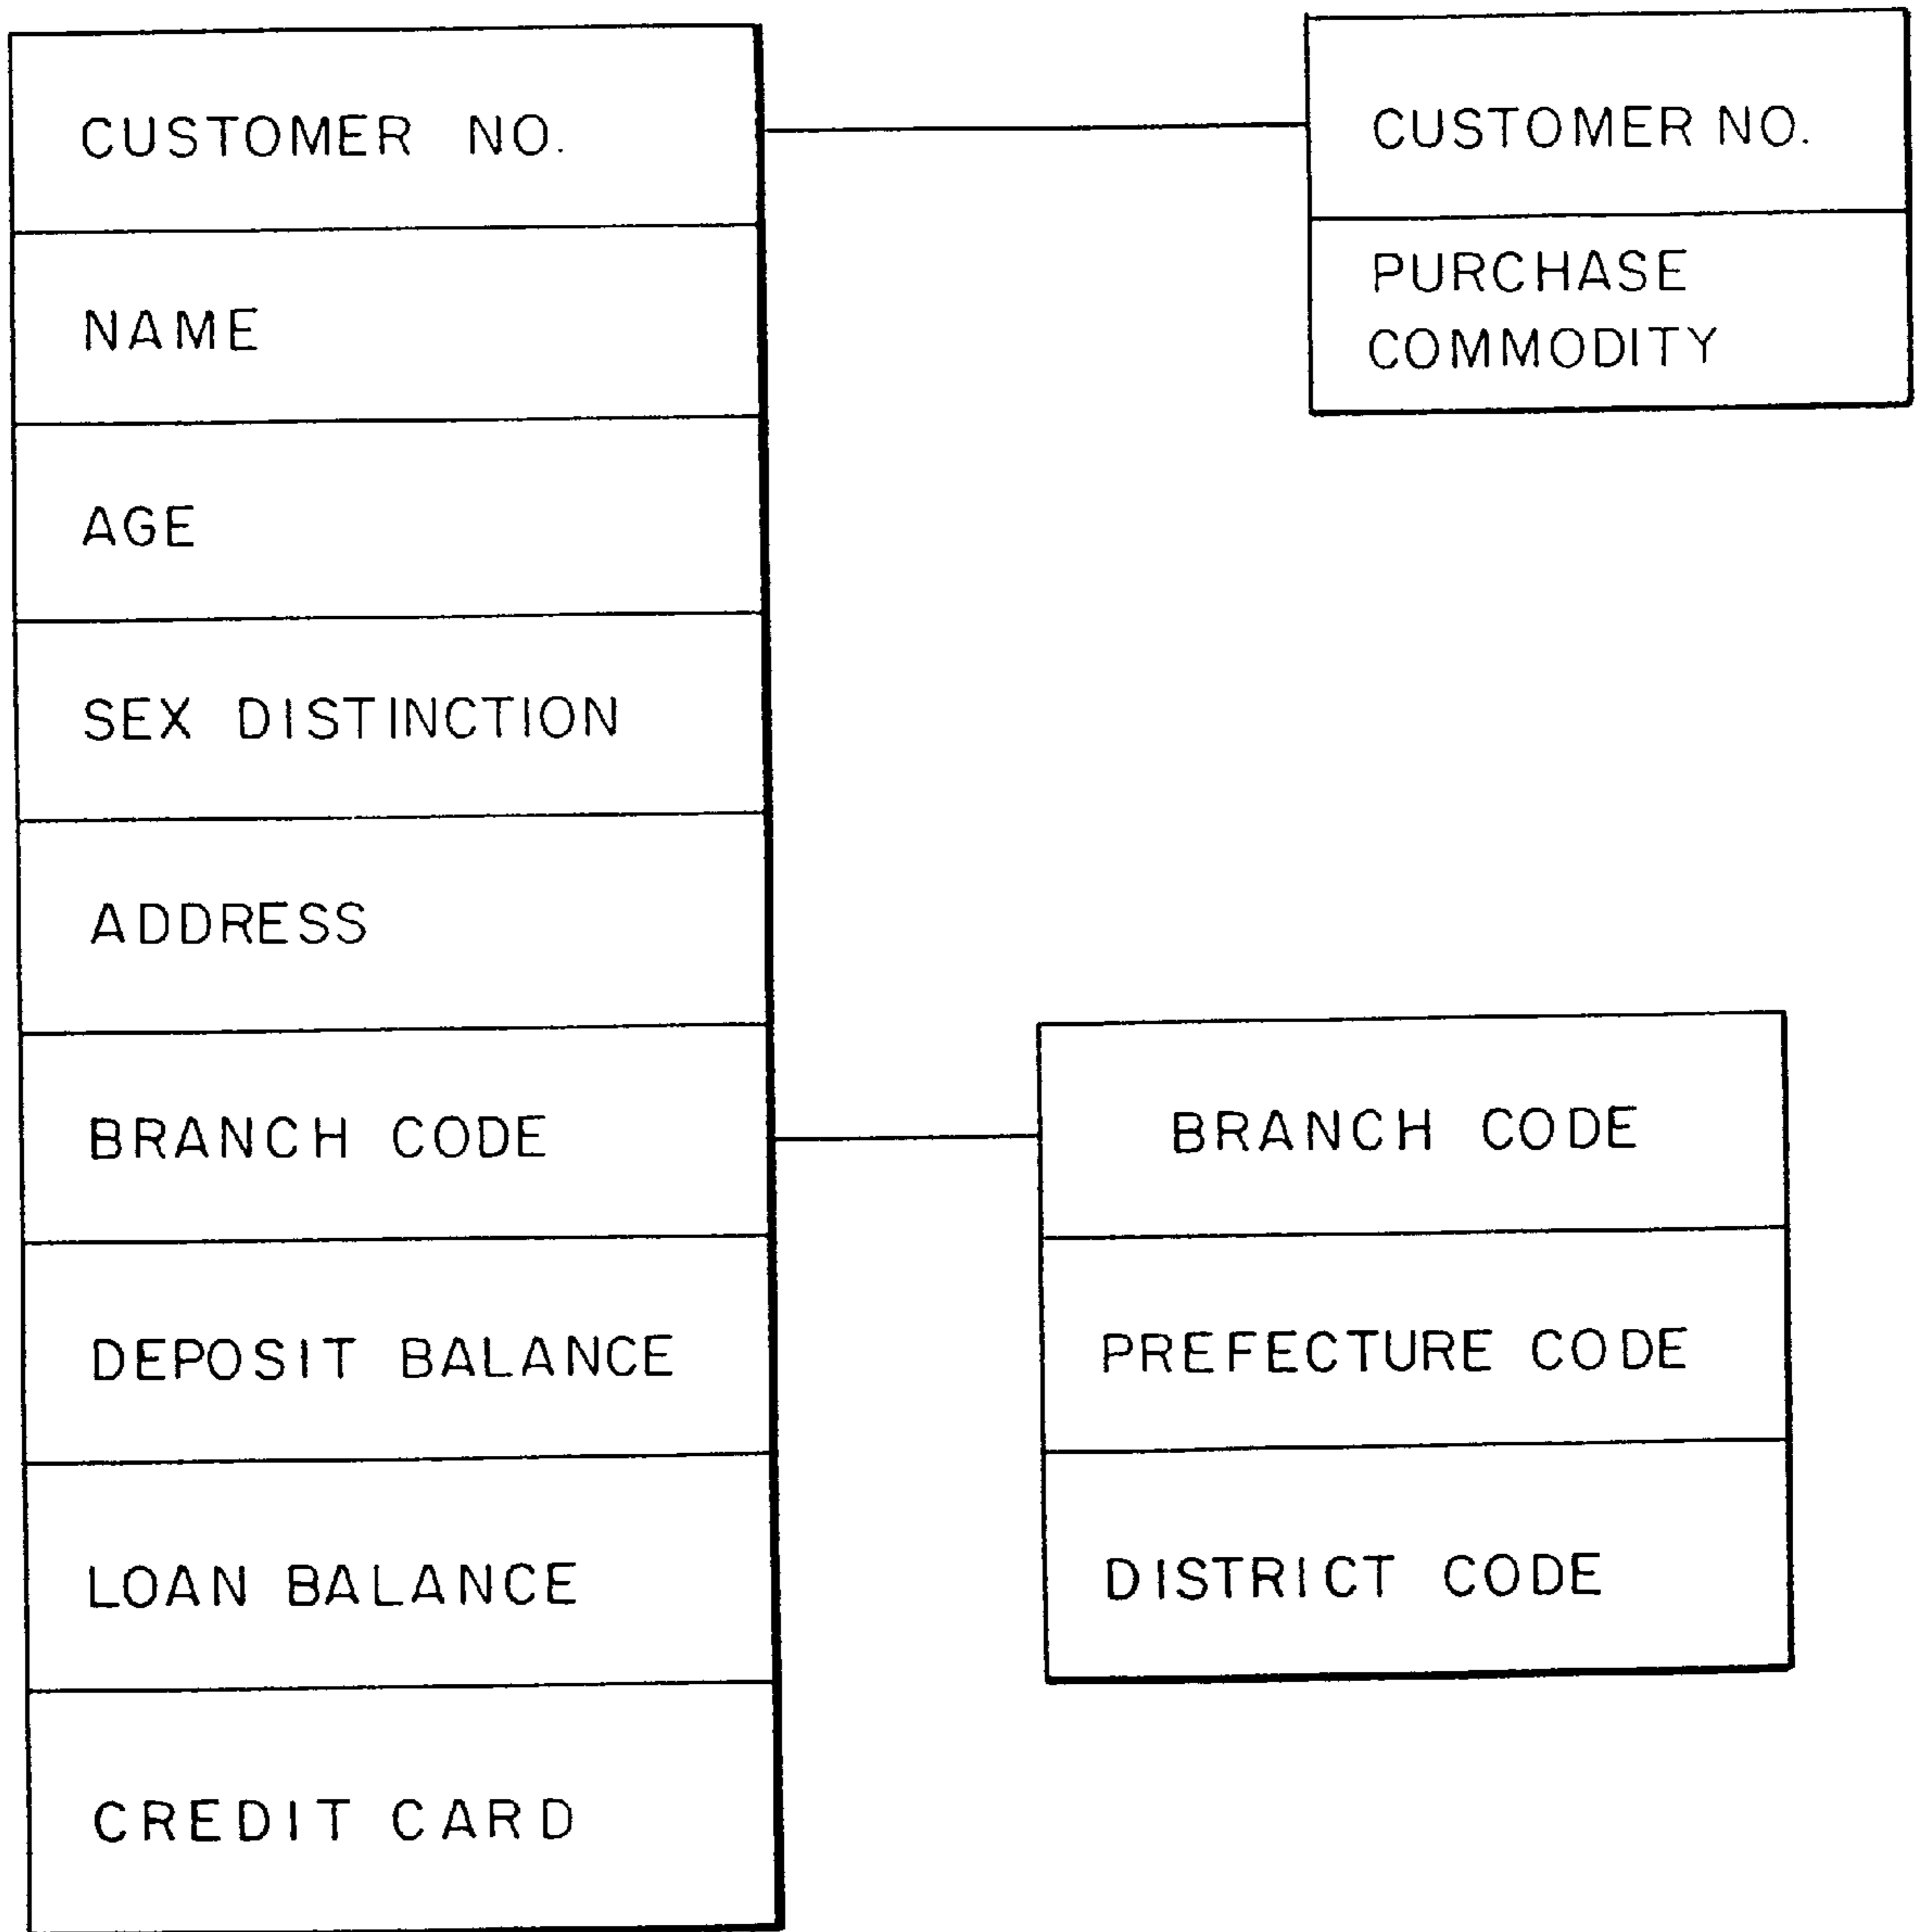 CUSTOMER NO.
NAME
AGE
SEX DISTINCTION
ADDRESS
BRANCH CODE
DEPOSIT BALANCE
LOAN BALANCE
CREDIT CARD
CUSTOMER NO.
PURCHASE
COMMODITY
BRANCH CODE
PREFECTURE CODE
DISTRICT CODE